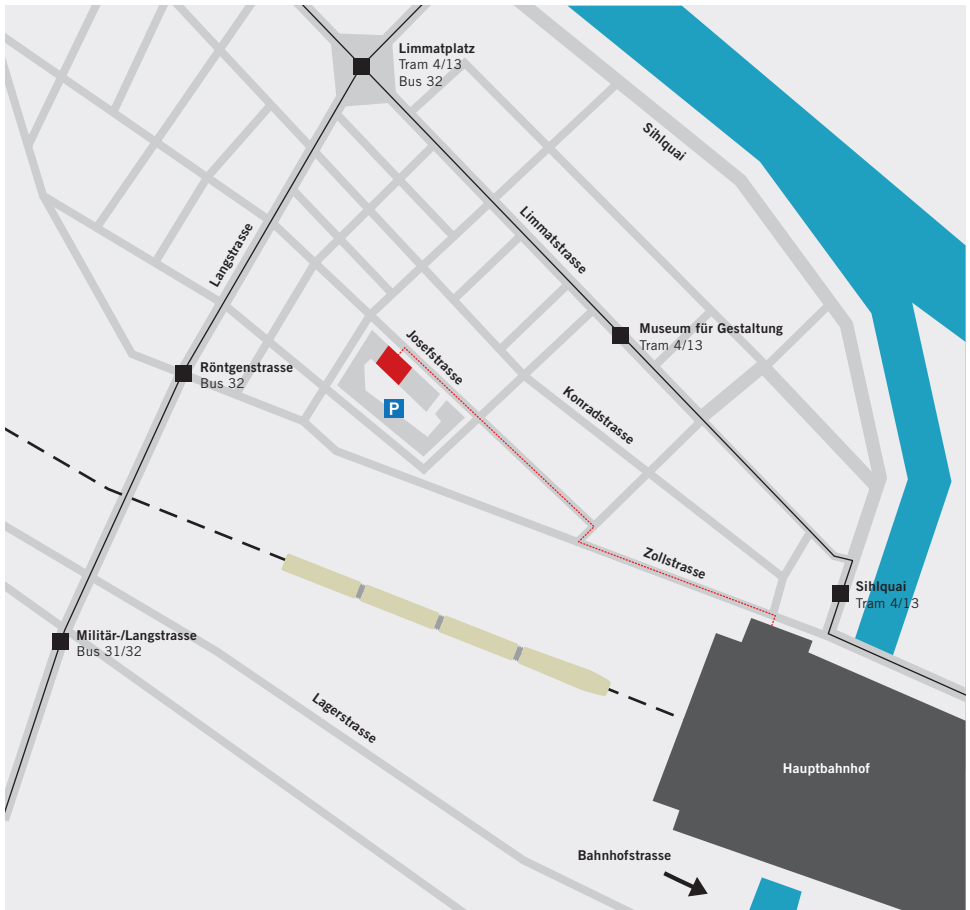 Limmatplatz
Tram 4/13
Bus 32
Sihlquai
Limmatstrasse
Langstrasse
Museum für Gestaltung
Tram 4/13
Josefstrasse
Röntgenstrasse
Bus 32
P
Konradstrasse
Zollstrasse
Sihlquai
Tram 4/13
Militär-/Langstrasse
Bus 31/32
Lagerstrasse
Hauptbahnhof
Bahnhofstrasse